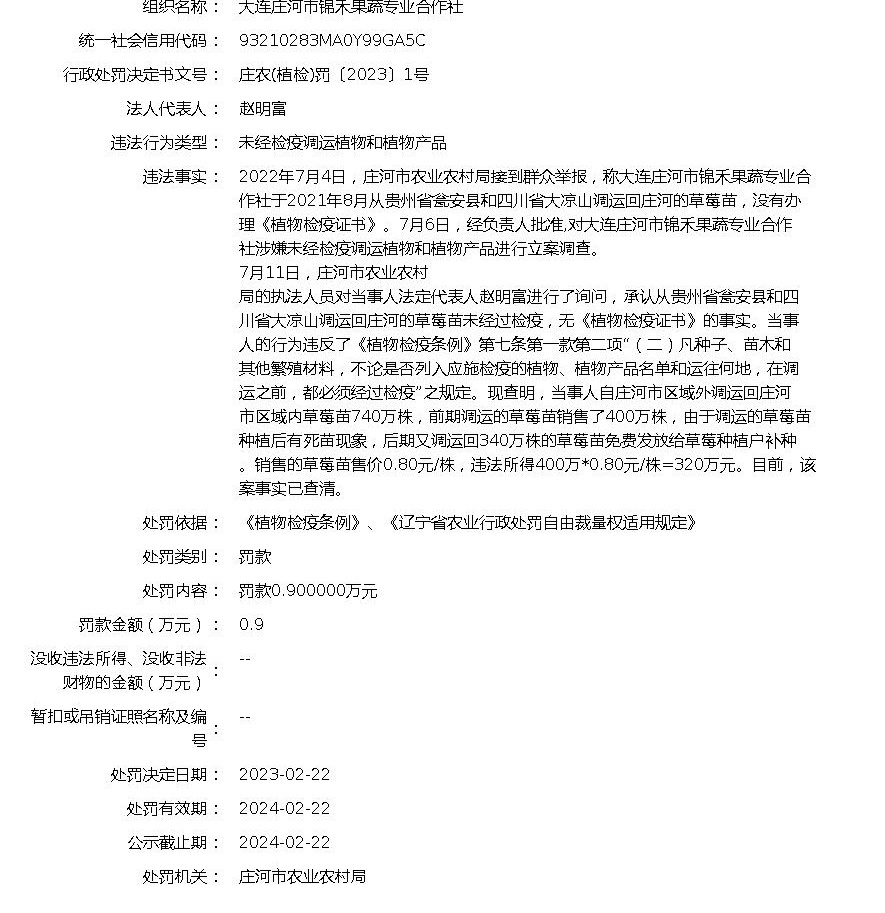 组织名称： 大连庄河市锦禾果蔬专业合作社
统一社会信用代码： 93210283MA0Y99GA5C
行政处罚决定书文号： 庄农(植检)罚〔2023〕1号
法人代表人： 赵明富
违法行为类型： 未经检疫调运植物和植物产品
违法事实： 2022年7月4日，庄河市农业农村局接到群众举报，称大连庄河市锦禾果蔬专业合
作社于2021年8月从贵州省瓮安县和四川省大凉山调运回庄河的草莓苗，没有办
理《植物检疫证书》。7月6日，经负责人批准,对大连庄河市锦禾果蔬专业合作
社涉嫌未经检疫调运植物和植物产品进行立案调查。
7月11日，庄河市农业农村
局的执法人员对当事人法定代表人赵明富进行了询问，承认从贵州省瓮安县和四
川省大凉山调运回庄河的草莓苗未经过检疫，无《植物检疫证书》的事实。当事
人的行为违反了《植物检疫条例》第七条第一款第二项“（二）凡种子、苗木和
其他繁殖材料，不论是否列入应施检疫的植物、植物产品名单和运往何地，在调
运之前，都必须经过检疫”之规定。现查明，当事人自庄河市区域外调运回庄河
市区域内草莓苗740万株，前期调运的草莓苗销售了400万株，由于调运的草莓苗
种植后有死苗现象，后期又调运回340万株的草莓苗免费发放给草莓种植户补种
。销售的草莓苗售价0.80元/株，违法所得400万*0.80元/株=320万元。目前，该
案事实已查清。
处罚依据： 《植物检疫条例》、《辽宁省农业行政处罚自由裁量权适用规定》
处罚类别： 罚款
处罚内容： 罚款0.900000万元
罚款金额（万元）： 0.9
没收违法所得、没收非法
财物的金额（万元）： --
暂扣或吊销证照名称及编
号： --
处罚决定日期： 2023-02-22
处罚有效期： 2024-02-22
公示截止期： 2024-02-22
处罚机关： 庄河市农业农村局